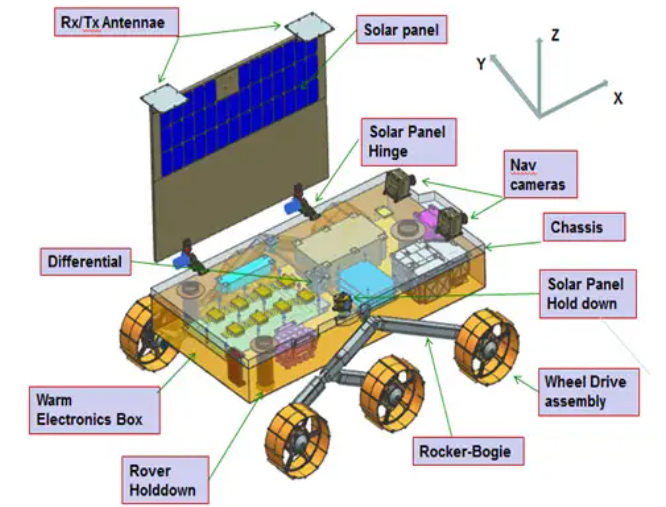 Rx/Tx Antennae
Solar panel
Z
Y
X
Solar Panel
Hinge
Nav
cameras
Chassis
Differential
Solar Panel
Hold down
Warm
Electronics Box
Wheel Drive
assembly
Rocker-Bogie
Rover
Holddown